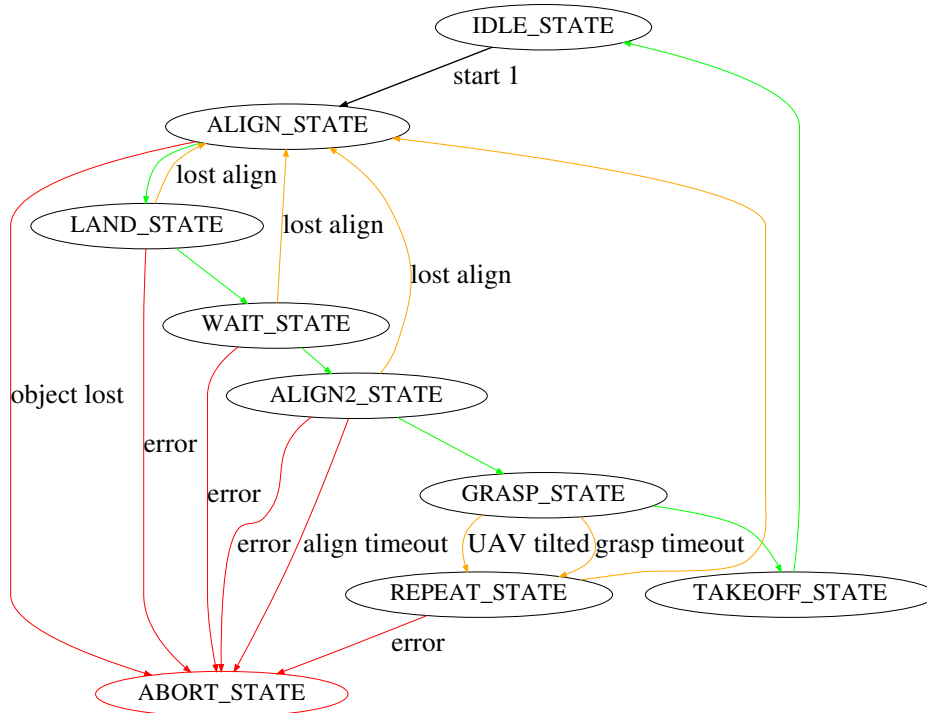 IDLE_STATE
start 1
ALIGN_STATE
lost align
LAND_STATE
lost align
lost align
WAIT_STATE
object lost
ALIGN2_STATE
error
error
GRASP_STATE
error
align timeout
UAV tilted
grasp timeout
REPEAT_STATE
TAKEOFF_STATE
error
ABORT_STATE